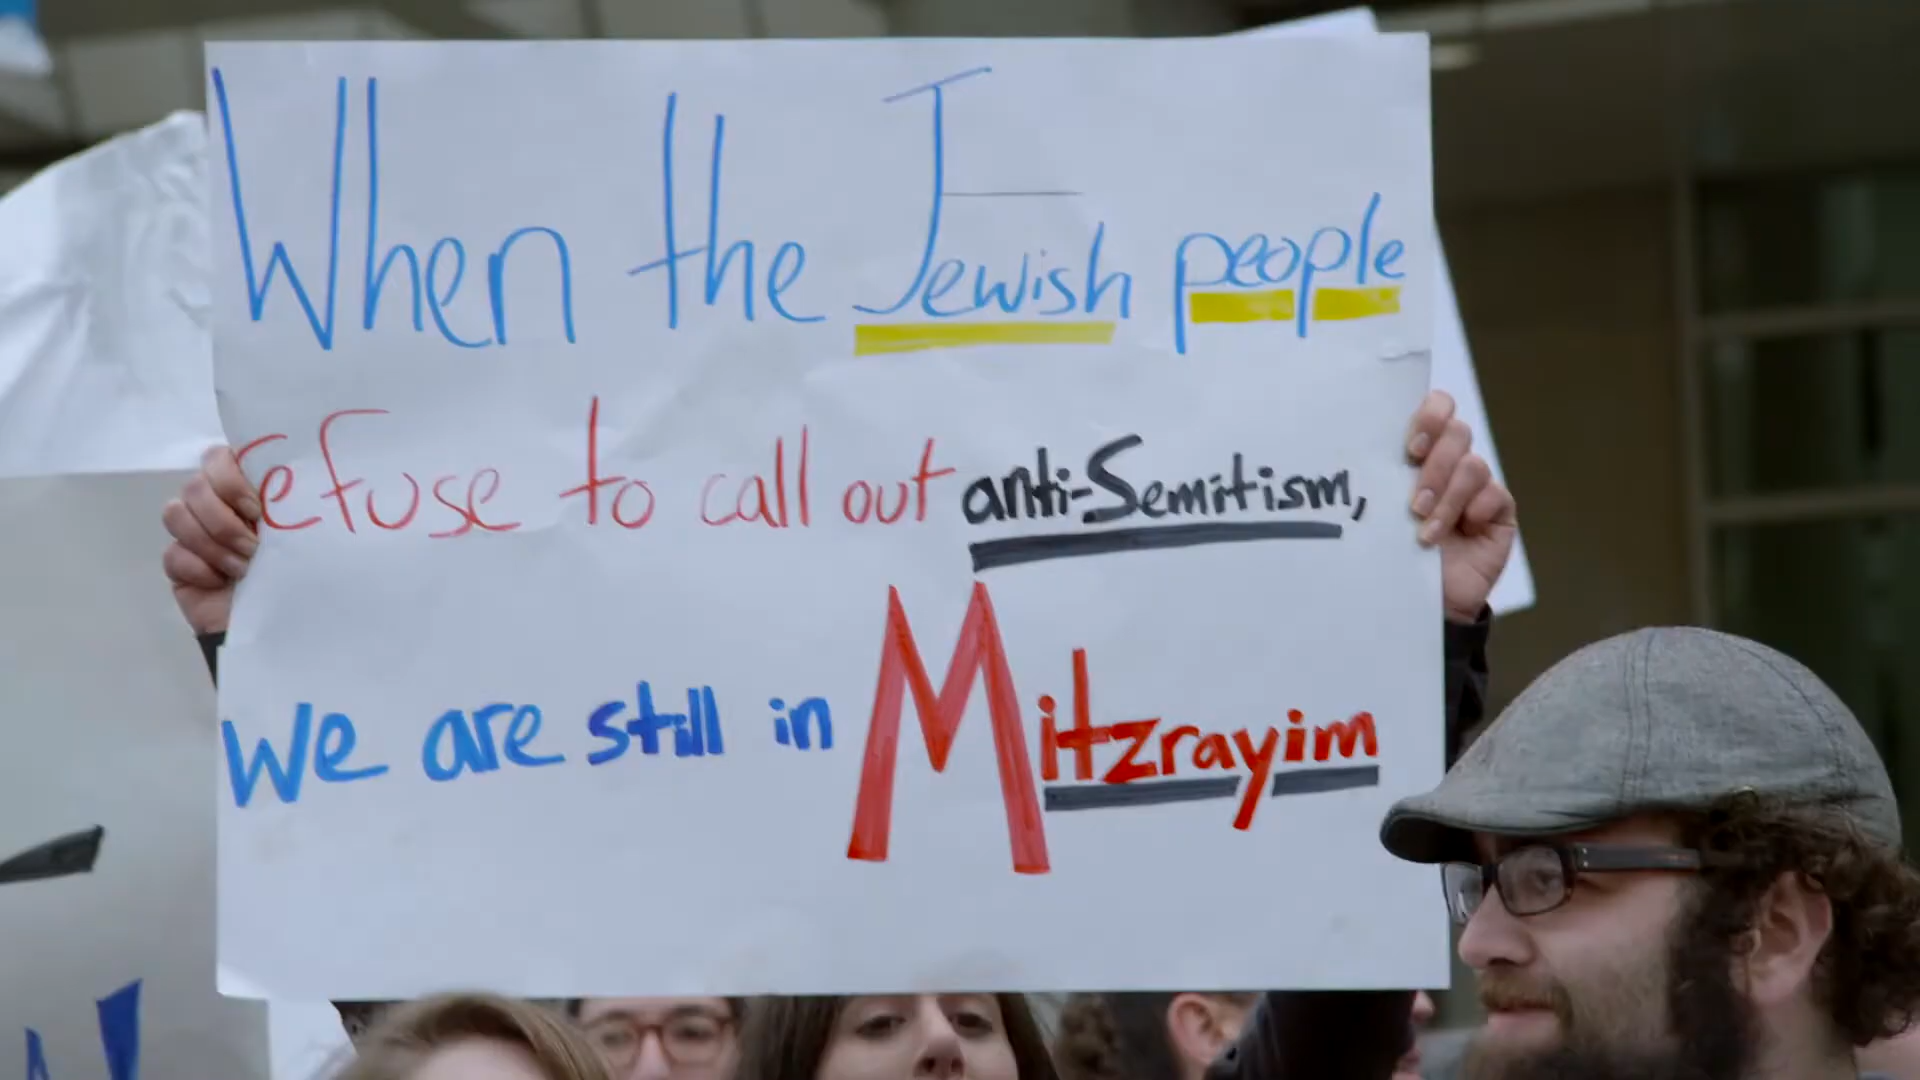 When the Jewish people
refuse to call out anti-Semitism,
we are still in Mitzrayim